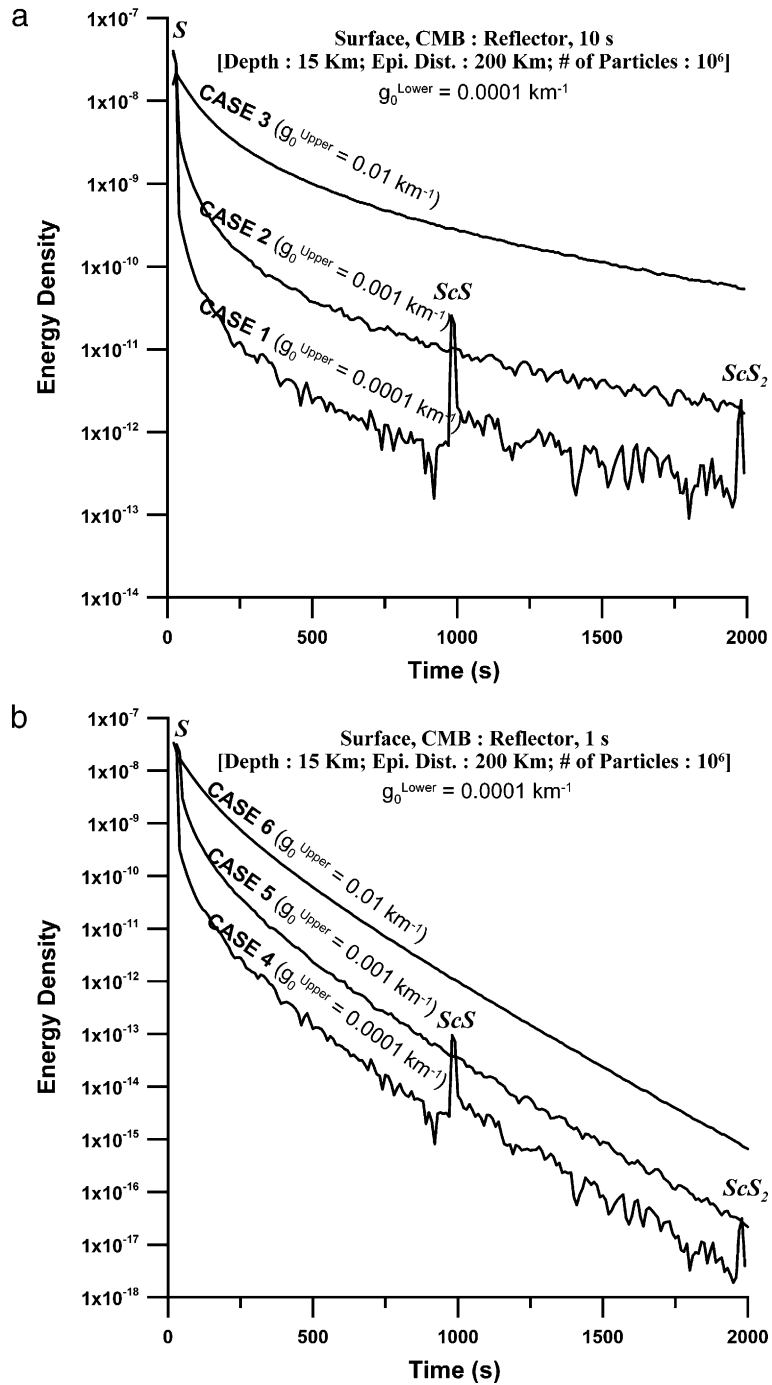 a
S
Surface, CMB : Reflector, 10 s
[Depth : 15 Km; Epi. Dist. : 200 Km; # of Particles : 10⁶]
g₀ᴸᵒʷᵉʳ = 0.0001 km⁻¹
CASE 3 (g₀ᵁᵖᵖᵉʳ = 0.01 km⁻¹)
CASE 2 (g₀ᵁᵖᵖᵉʳ = 0.001 km⁻¹)
CASE 1 (g₀ᵁᵖᵖᵉʳ = 0.0001 km⁻¹)
ScS
ScS₂
Energy Density
1x10⁻⁷
1x10⁻⁸
1x10⁻⁹
1x10⁻¹⁰
1x10⁻¹¹
1x10⁻¹²
1x10⁻¹³
1x10⁻¹⁴
0 500 1000 1500 2000
Time (s)
b
S
Surface, CMB : Reflector, 1 s
[Depth : 15 Km; Epi. Dist. : 200 Km; # of Particles : 10⁶]
g₀ᴸᵒʷᵉʳ = 0.0001 km⁻¹
CASE 6 (g₀ᵁᵖᵖᵉʳ = 0.01 km⁻¹)
CASE 5 (g₀ᵁᵖᵖᵉʳ = 0.001 km⁻¹)
CASE 4 (g₀ᵁᵖᵖᵉʳ = 0.0001 km⁻¹)
ScS
ScS₂
Energy Density
1x10⁻⁷
1x10⁻⁸
1x10⁻⁹
1x10⁻¹⁰
1x10⁻¹¹
1x10⁻¹²
1x10⁻¹³
1x10⁻¹⁴
1x10⁻¹⁵
1x10⁻¹⁶
1x10⁻¹⁷
1x10⁻¹⁸
0 500 1000 1500 2000
Time (s)